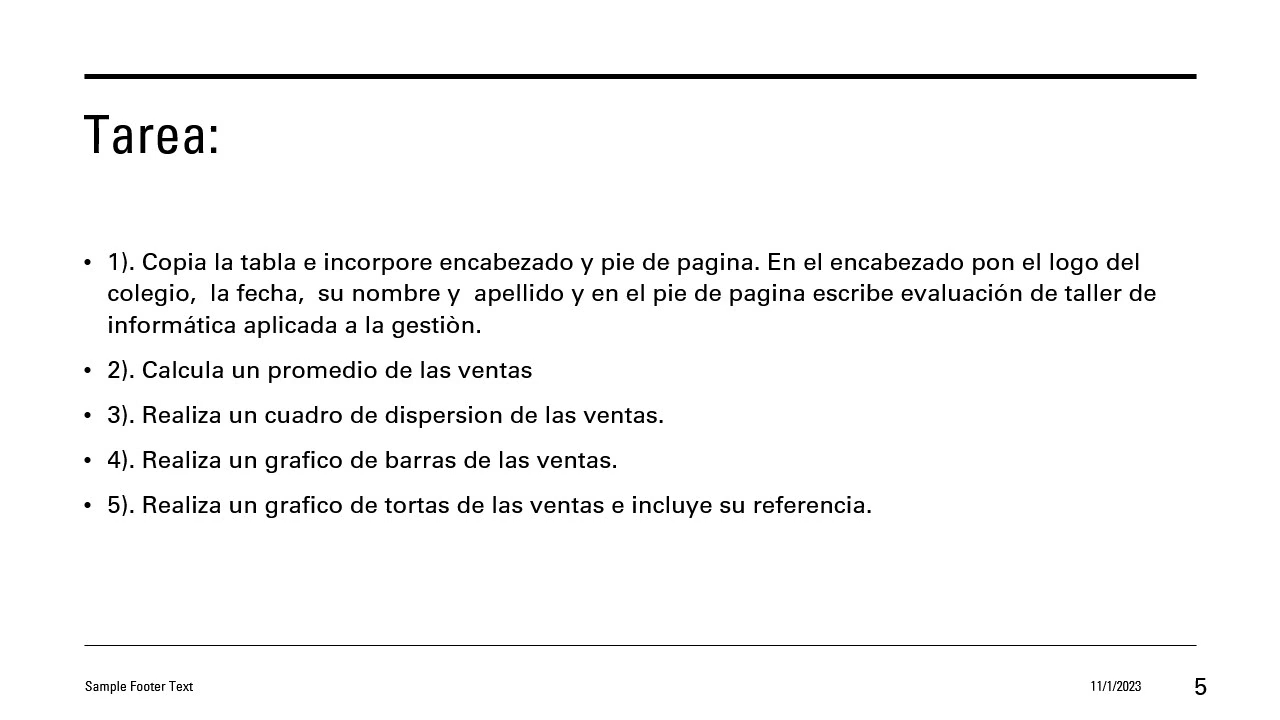 Tarea:
• 1). Copia la tabla e incorpore encabezado y pie de pagina. En el encabezado pon el logo del
colegio,  la fecha,  su nombre y  apellido y en el pie de pagina escribe evaluación de taller de
informática aplicada a la gestiòn.
• 2). Calcula un promedio de las ventas
• 3). Realiza un cuadro de dispersion de las ventas.
• 4). Realiza un grafico de barras de las ventas.
• 5). Realiza un grafico de tortas de las ventas e incluye su referencia.
Sample Footer Text 11/1/2023 5